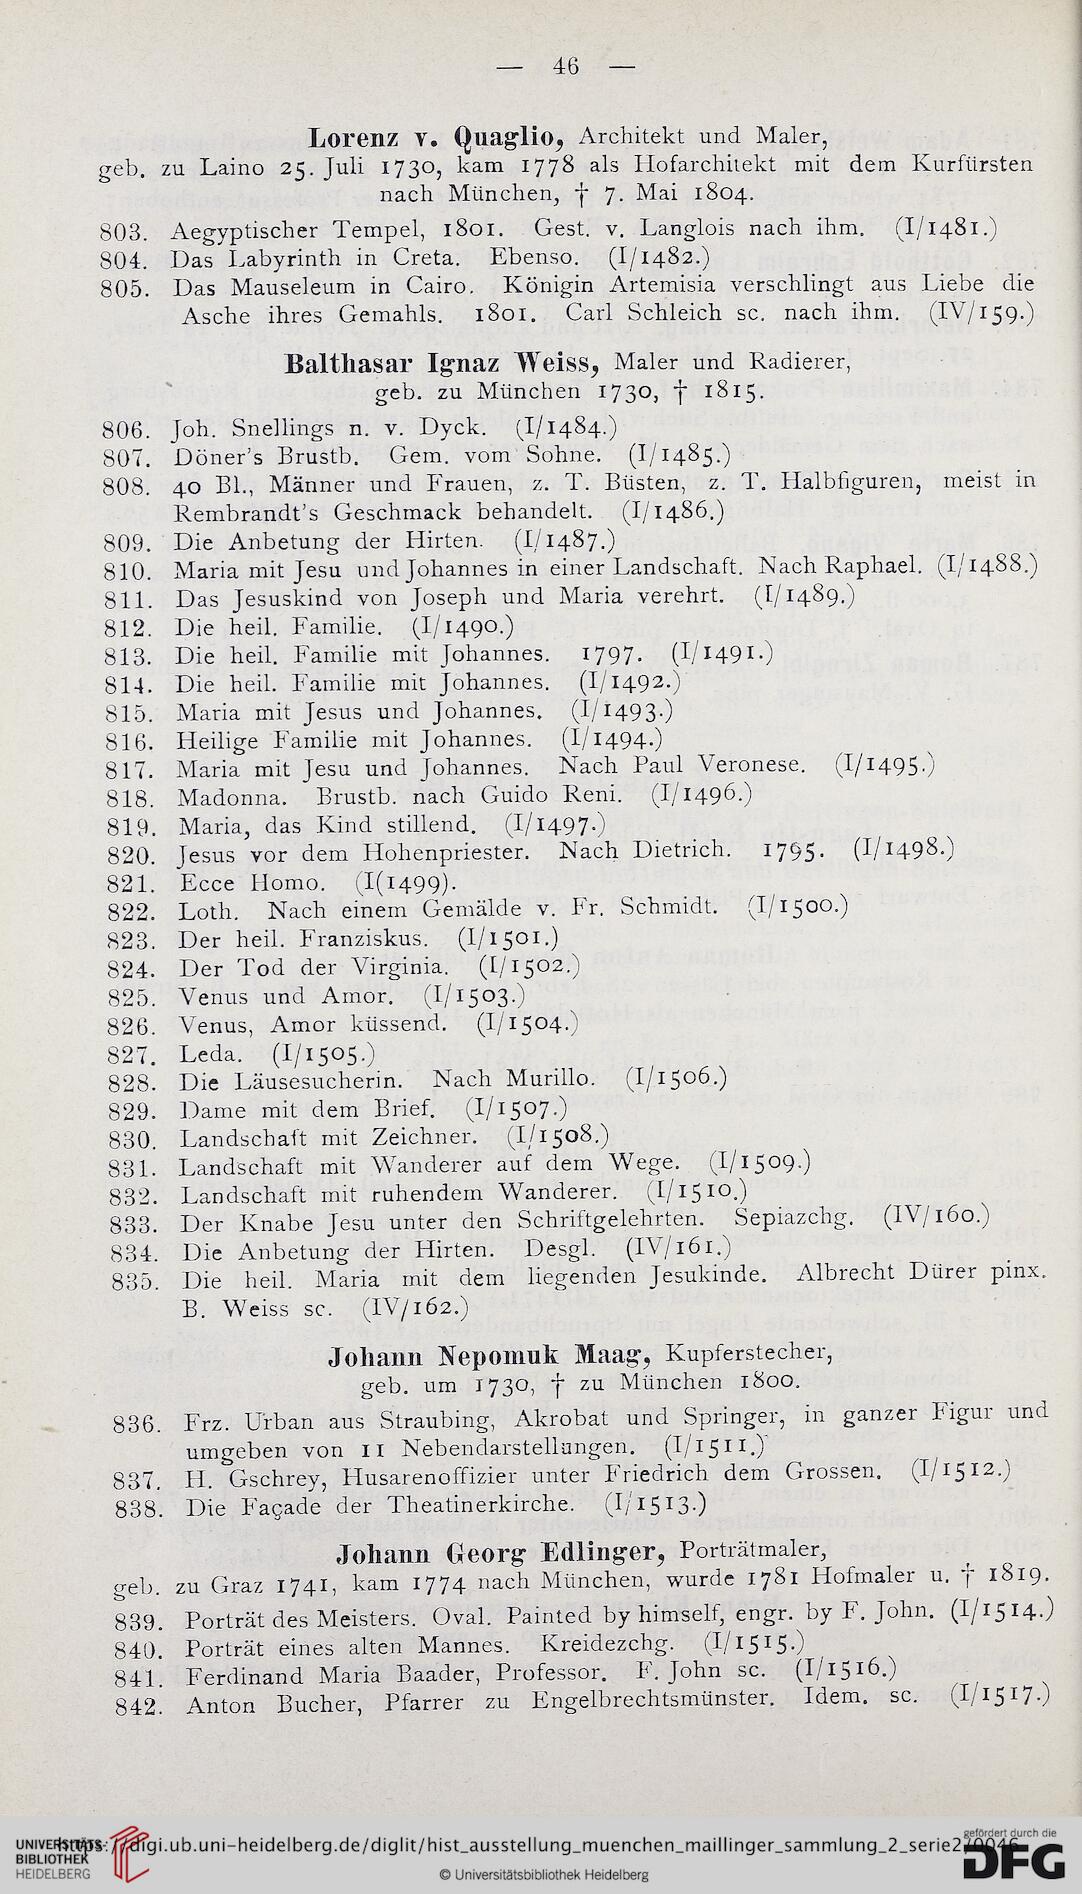 — 46 —
Lorenz v. Quaglio, Architekt und Maler,
geb. zu Laino 25. Juli 1730, kam 1778 als Hofarchitekt mit dem Kurfürsten
nach München, † 7. Mai 1804.
803. Aegyptischer Tempel, 1801. Gest. v. Langlois nach ihm. (I/1481.)
804. Das Labyrinth in Creta. Ebenso. (I/1482.)
805. Das Mauseleum in Cairo. Königin Artemisia verschlingt aus Liebe die
Asche ihres Gemahls. 1801. Carl Schleich sc. nach ihm. (IV/159.)
Balthasar Ignaz Weiss, Maler und Radierer,
geb. zu München 1730, † 1815.
806. Joh. Snellings n. v. Dyck. (I/1484.)
807. Döner's Brustb. Gem. vom Sohne. (I/1485.)
808. 40 Bl., Männer und Frauen, z. T. Büsten, z. T. Halbfiguren, meist in
Rembrandt's Geschmack behandelt. (I/1486.)
809. Die Anbetung der Hirten. (I/1487.)
810. Maria mit Jesu und Johannes in einer Landschaft. Nach Raphael. (I/1488.)
811. Das Jesuskind von Joseph und Maria verehrt. (I/1489.)
812. Die heil. Familie. (I/1490.)
813. Die heil. Familie mit Johannes. 1797. (I/1491.)
814. Die heil. Familie mit Johannes. (I/1492.)
815. Maria mit Jesus und Johannes. (I/1493.)
816. Heilige Familie mit Johannes. (I/1494.)
817. Maria mit Jesu und Johannes. Nach Paul Veronese. (I/1495.)
818. Madonna. Brustb. nach Guido Reni. (I/1496.)
819. Maria, das Kind stillend. (I/1497.)
820. Jesus vor dem Hohenpriester. Nach Dietrich. 1795. (I/1498.)
821. Ecce Homo. (I(1499).
822. Loth. Nach einem Gemälde v. Fr. Schmidt. (I/1500.)
823. Der heil. Franziskus. (I/1501.)
824. Der Tod der Virginia. (I/1502.)
825. Venus und Amor. (I/1503.)
826. Venus, Amor küssend. (I/1504.)
827. Leda. (I/1505.)
828. Die Läusesucherin. Nach Murillo. (I/1506.)
829. Dame mit dem Brief. (I/1507.)
830. Landschaft mit Zeichner. (I/1508.)
831. Landschaft mit Wanderer auf dem Wege. (I/1509.)
832. Landschaft mit ruhendem Wanderer. (I/1510.)
833. Der Knabe Jesu unter den Schriftgelehrten. Sepiazchg. (IV/160.)
834. Die Anbetung der Hirten. Desgl. (IV/161.)
835. Die heil. Maria mit dem liegenden Jesukinde. Albrecht Dürer pinx.
B. Weiss sc. (IV/162.)
Johann Nepomuk Maag, Kupferstecher,
geb. um 1730, † zu München 1800.
836. Frz. Urban aus Straubing, Akrobat und Springer, in ganzer Figur und
umgeben von 11 Nebendarstellungen. (I/1511.)
837. H. Gschrey, Husarenoffizier unter Friedrich dem Grossen. (I/1512.)
838. Die Façade der Theatinerkirche. (I/1513.)
Johann Georg Edlinger, Porträtmaler,
geb. zu Graz 1741, kam 1774 nach München, wurde 1781 Hofmaler u. † 1819.
839. Porträt des Meisters. Oval. Painted by himself, engr. by F. John. (I/1514.)
840. Porträt eines alten Mannes. Kreidezchg. (I/1515.)
841. Ferdinand Maria Baader, Professor. F. John sc. (I/1516.)
842. Anton Bucher, Pfarrer zu Engelbrechtsmünster. Idem. sc. (I/1517.)
UNIVERSITÄTS-
BIBLIOTHEK
HEIDELBERG
https://digi.ub.uni-heidelberg.de/diglit/hist_ausstellung_muenchen_maillinger_sammlung_2_serie2/0046
© Universitätsbibliothek Heidelberg
gefördert durch die
DFG